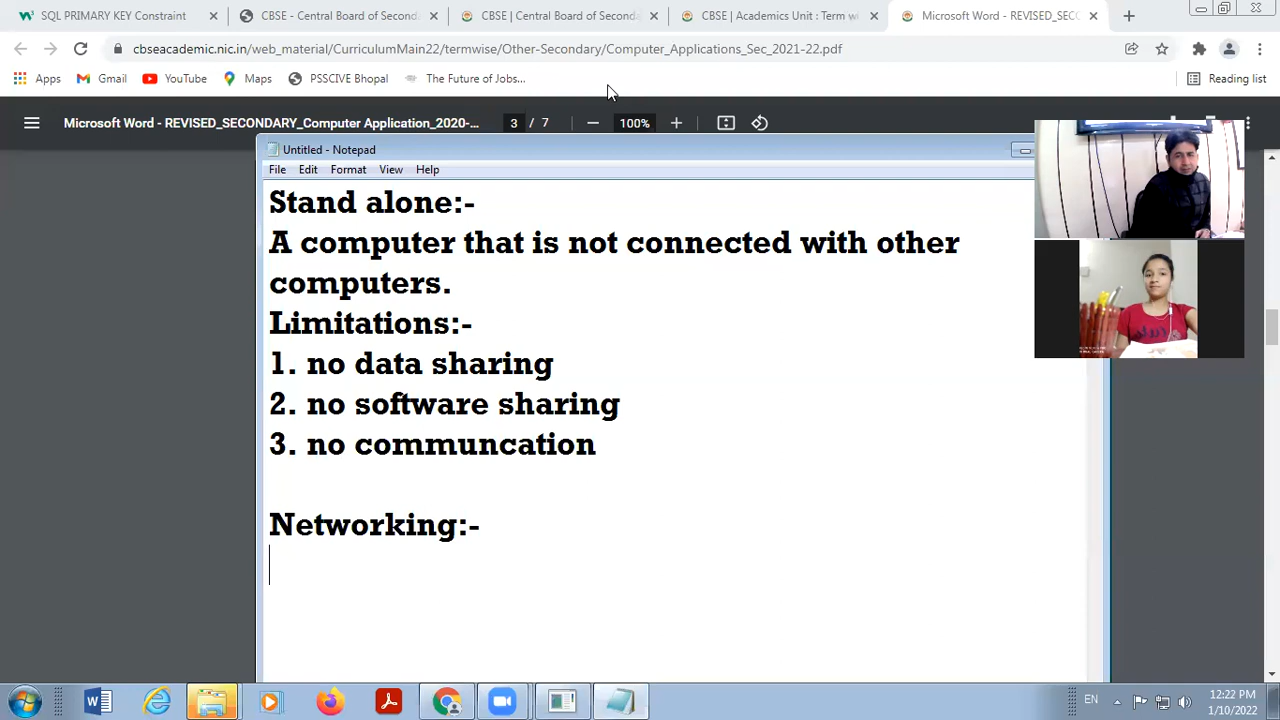 SQL PRIMARY KEY Constraint
CBSE - Central Board of Second
CBSE | Central Board of Seconda
CBSE | Academics Unit : Term w
Microsoft Word - REVISED_SEC
cbseacademic.nic.in/web_material/CurriculumMain22/termwise/Other-Secondary/Computer_Applications_Sec_2021-22.pdf
Apps Gmail YouTube Maps PSSCIVE Bhopal The Future of Jobs... Reading list
Microsoft Word - REVISED_SECONDARY_Computer Application_2020-... 3 / 7 100%
Untitled - Notepad
File Edit Format View Help
Stand alone:-
A computer that is not connected with other
computers.
Limitations:-
1. no data sharing
2. no software sharing
3. no communcation
Networking:-
EN
12:22 PM
1/10/2022